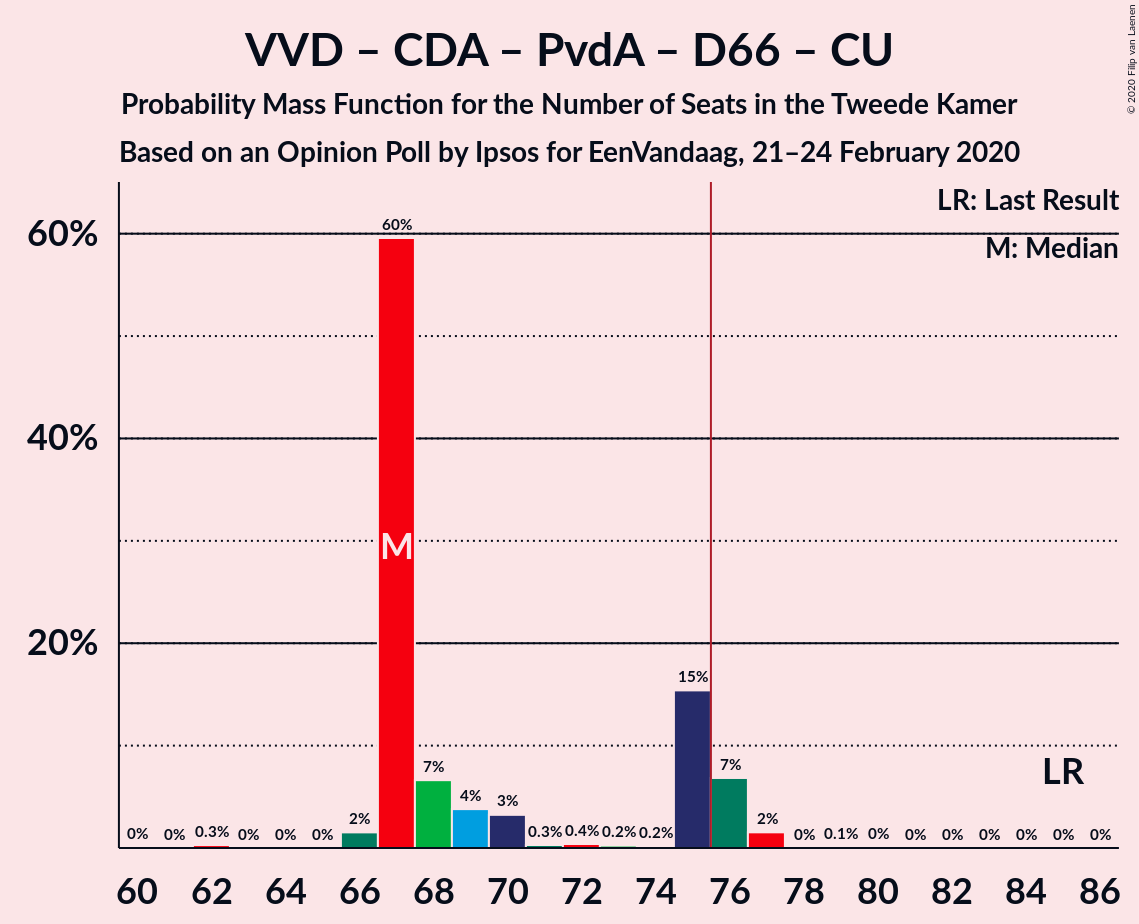 VVD – CDA – PvdA – D66 – CU
Probability Mass Function for the Number of Seats in the Tweede Kamer
Based on an Opinion Poll by Ipsos for EenVandaag, 21–24 February 2020
© 2020 Filip van Laenen
LR: Last Result
M: Median
60%
40%
20%
0% 0% 0.3% 0% 0% 0% 2% 60% 7% 4% 3% 0.3% 0.4% 0.2% 0.2% 15% 7% 2% 0% 0.1% 0% 0% 0% 0% 0% 0% 0%
M
LR
60 62 64 66 68 70 72 74 76 78 80 82 84 86